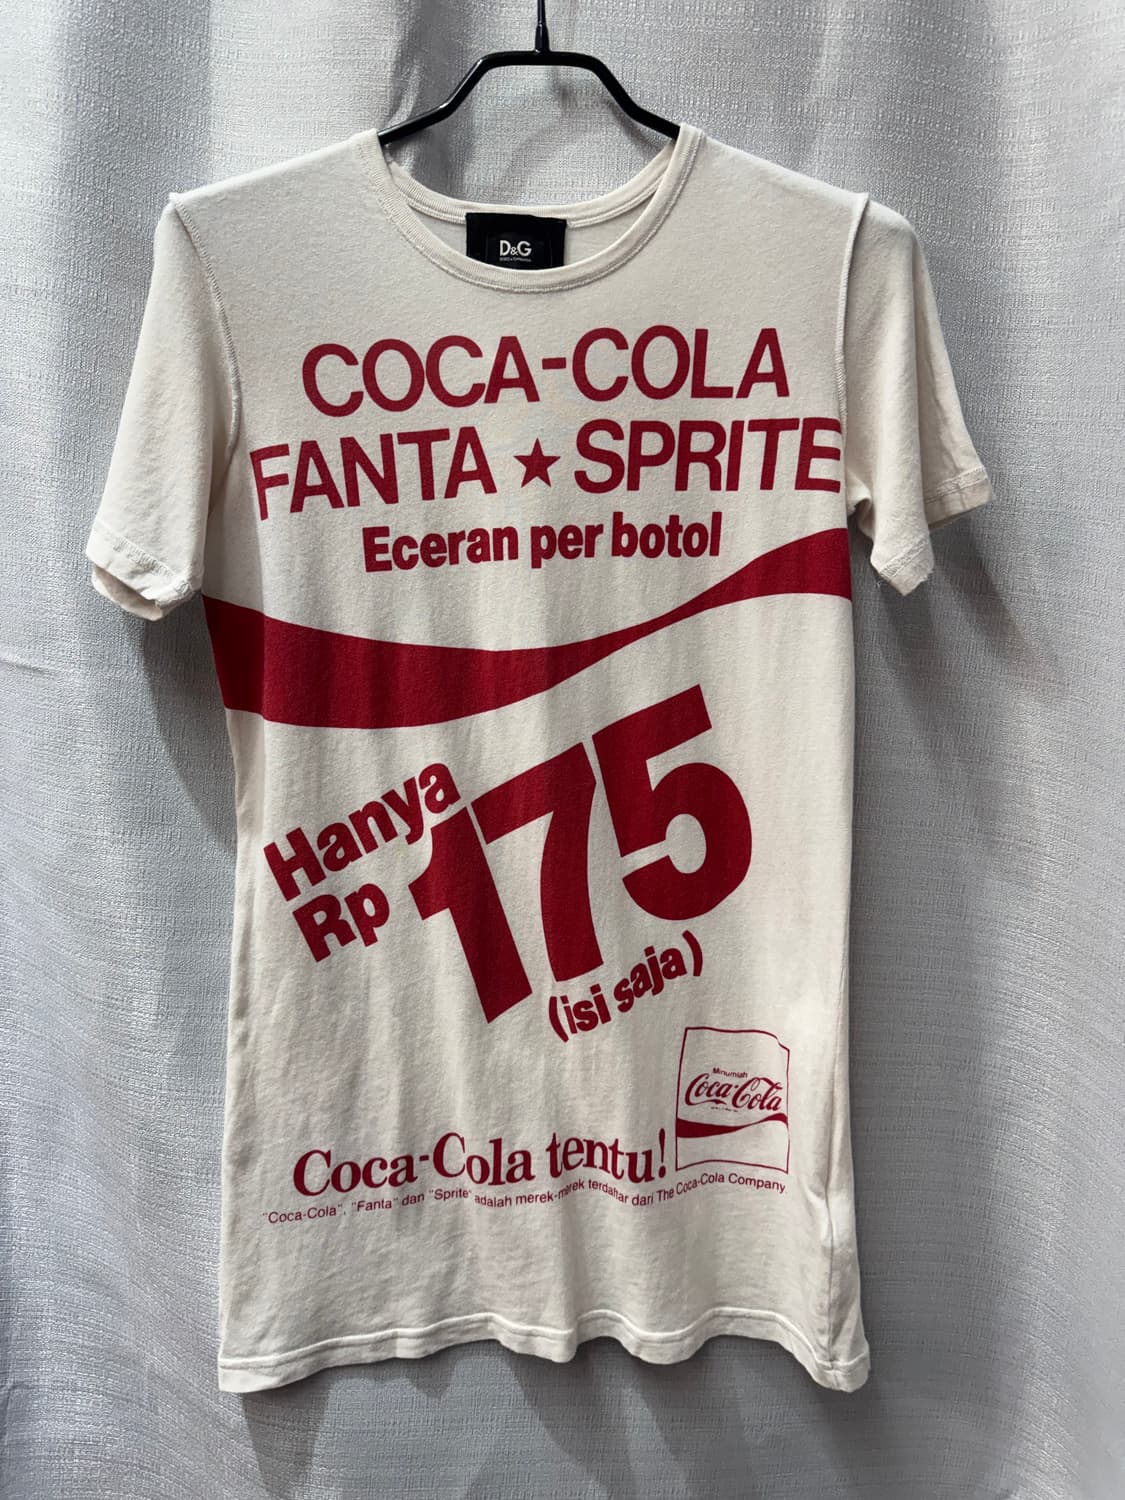 D&G
COCA-COLA
FANTA ★ SPRITE
Eceran per botol
Hanya
Rp 175
(isi saja)
Minumlah
Coca-Cola
Coca-Cola tentu!
"Coca-Cola", "Fanta" dan "Sprite" adalah merek-merek terdaftar dari The Coca-Cola Company.